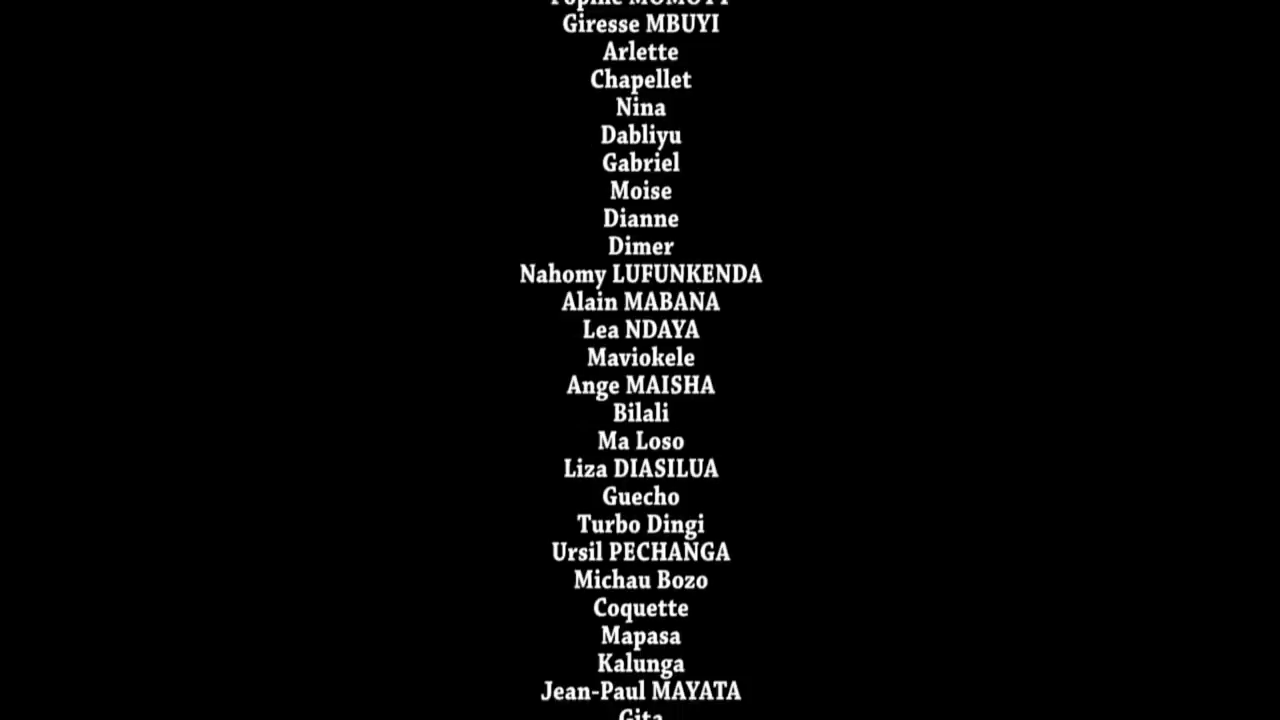 Giresse MBUYI
Arlette
Chapellet
Nina
Dabliyu
Gabriel
Moise
Dianne
Dimer
Nahomy LUFUNKENDA
Alain MABANA
Lea NDAYA
Maviokele
Ange MAISHA
Bilali
Ma Loso
Liza DIASILUA
Guecho
Turbo Dingi
Ursil PECHANGA
Michau Bozo
Coquette
Mapasa
Kalunga
Jean-Paul MAYATA
Gita